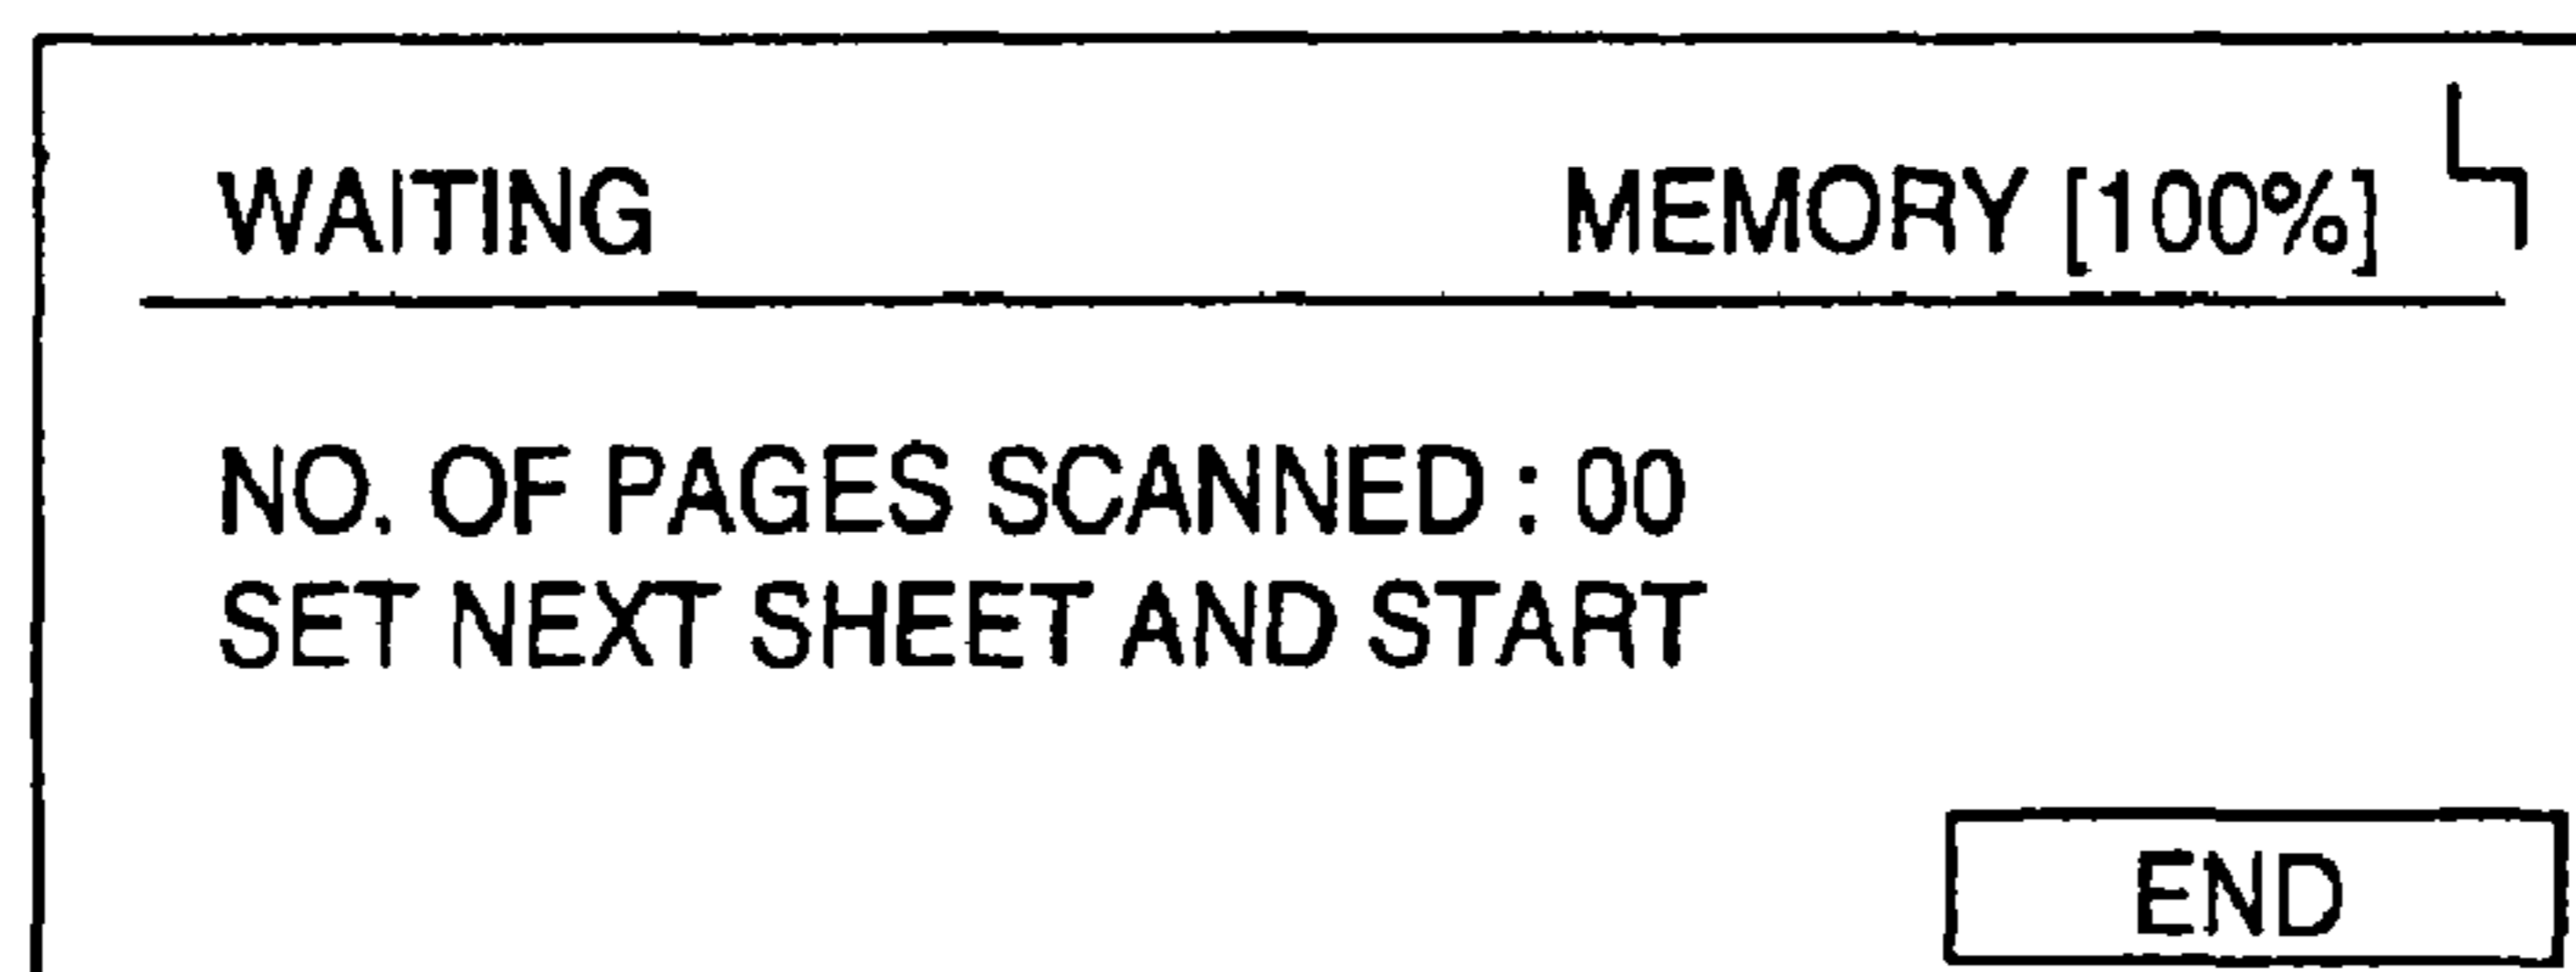 WAITING MEMORY [100%]
NO. OF PAGES SCANNED : 00
SET NEXT SHEET AND START
END